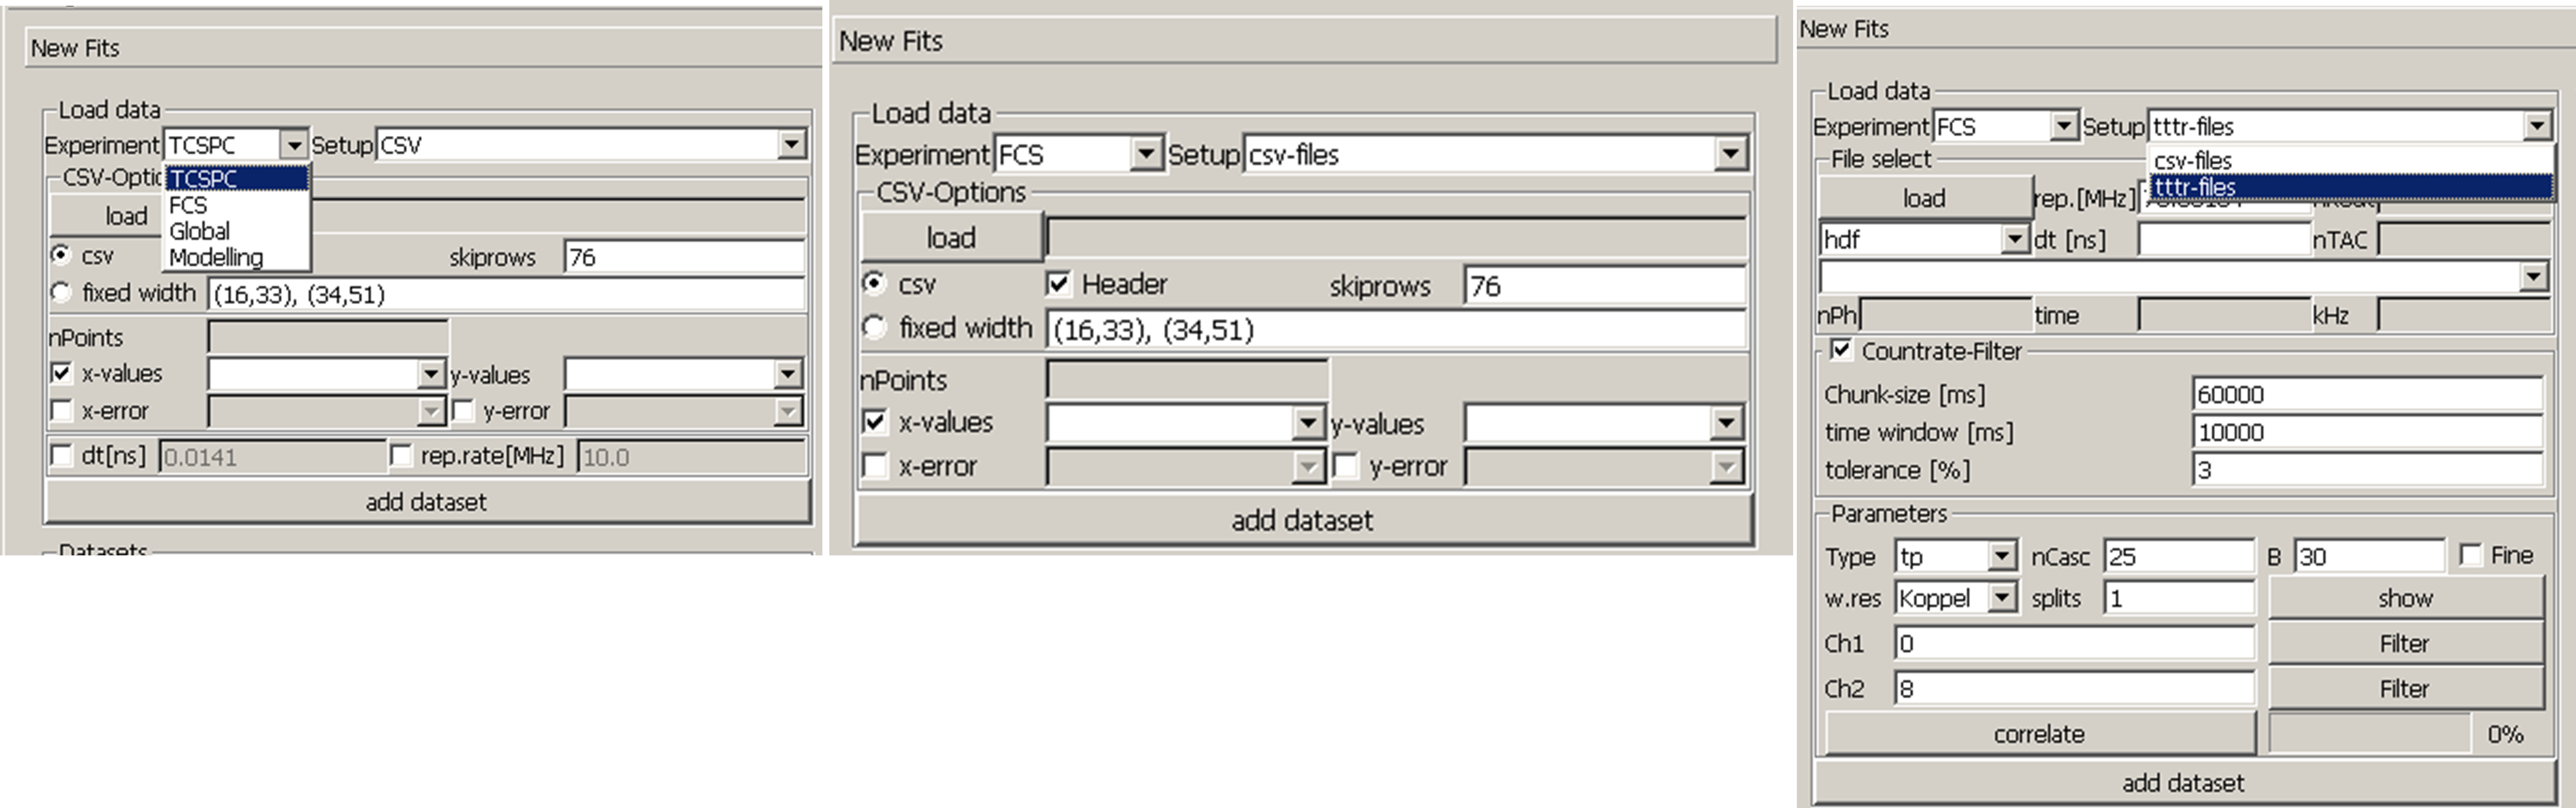 New Fits
Load data
Experiment TCSPC Setup CSV
CSV-Optic TCSPC
load FCS
Global
csv Modelling skiprows 76
fixed width (16,33), (34,51)
nPoints
x-values y-values
x-error y-error
dt[ns] 0.0141 rep.rate[MHz] 10.0
add dataset
Datasets
New Fits
Load data
Experiment FCS Setup csv-files
CSV-Options
load
csv Header skiprows 76
fixed width (16,33), (34,51)
nPoints
x-values y-values
x-error y-error
add dataset
New Fits
Load data
Experiment FCS Setup tttr-files
File select csv-files
tttr-files
load rep.[MHz]
hdf dt [ns] nTAC
nPh time kHz
Countrate-Filter
Chunk-size [ms] 60000
time window [ms] 10000
tolerance [%] 3
Parameters
Type tp nCasc 25 B 30 Fine
w.res Koppel splits 1 show
Ch1 0 Filter
Ch2 8 Filter
correlate 0%
add dataset